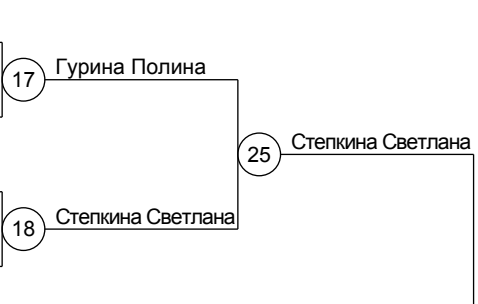 17 Гурина Полина
25 Степкина Светлана
18 Степкина Светлана